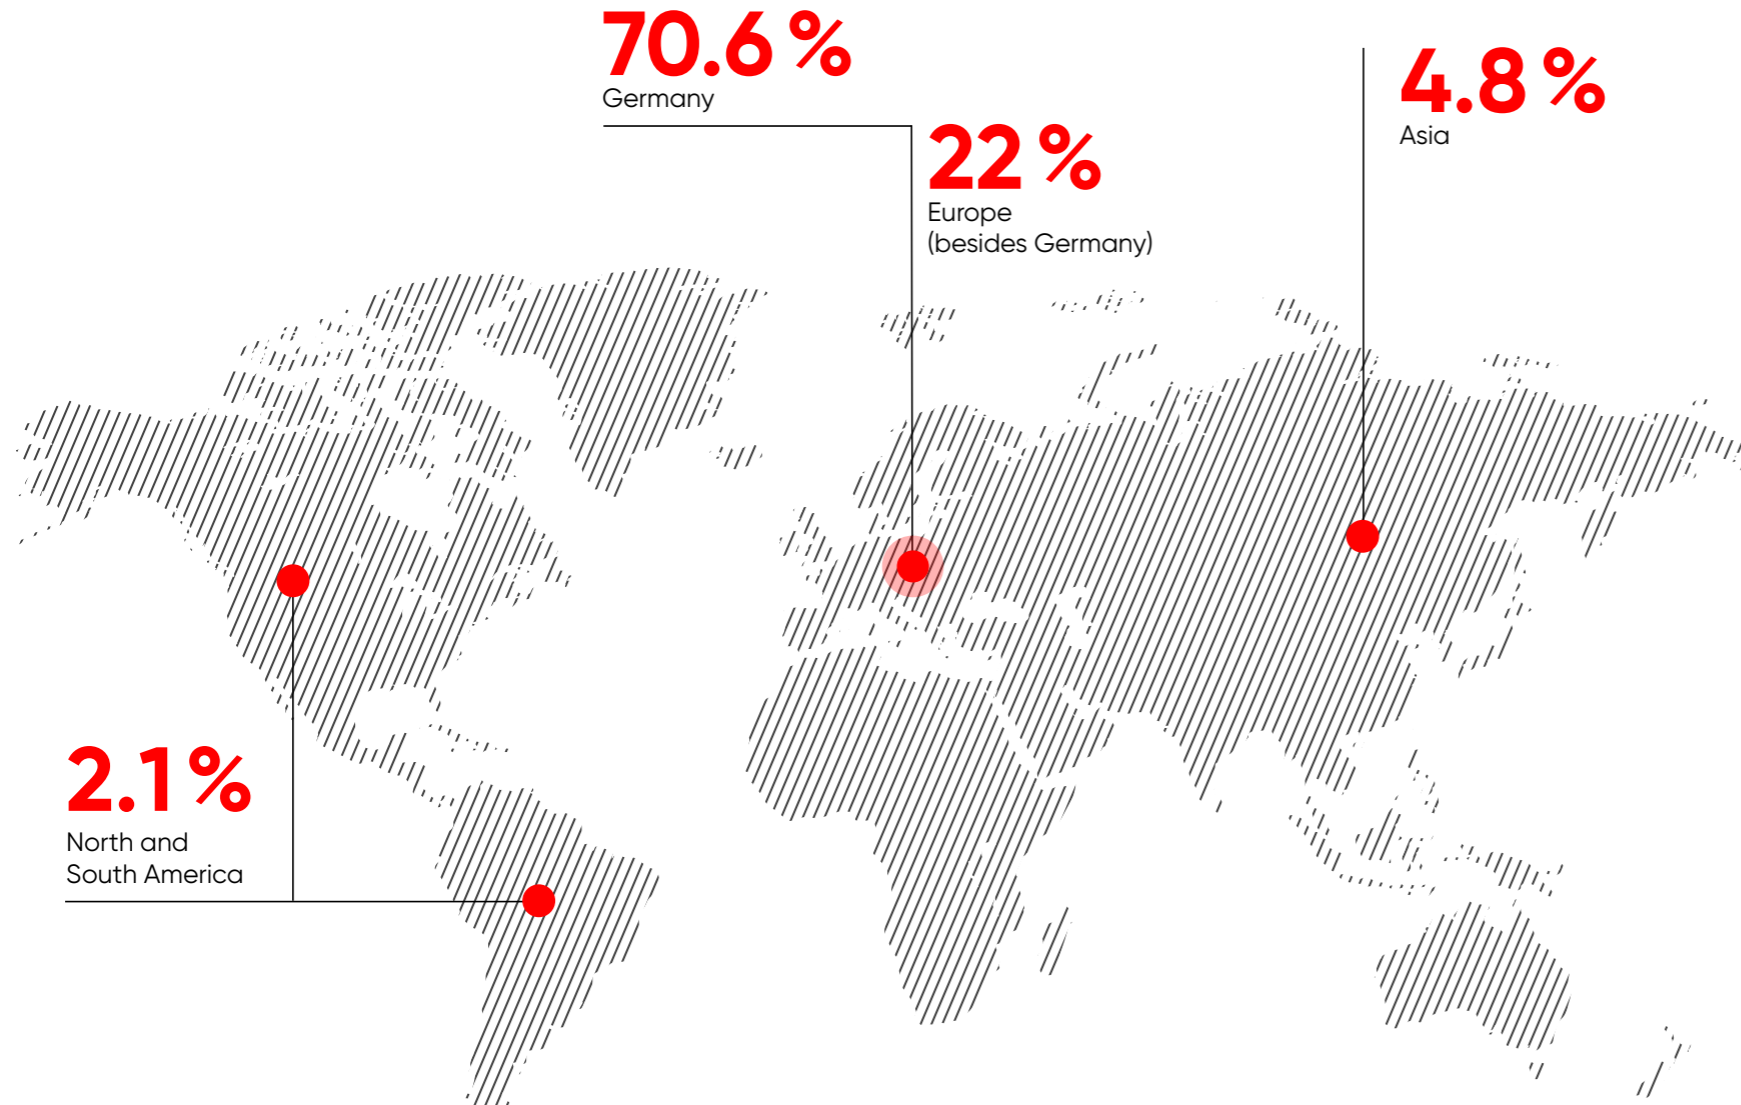 70.6 %
Germany
22 %
Europe
(besides Germany)
4.8 %
Asia
2.1 %
North and
South America